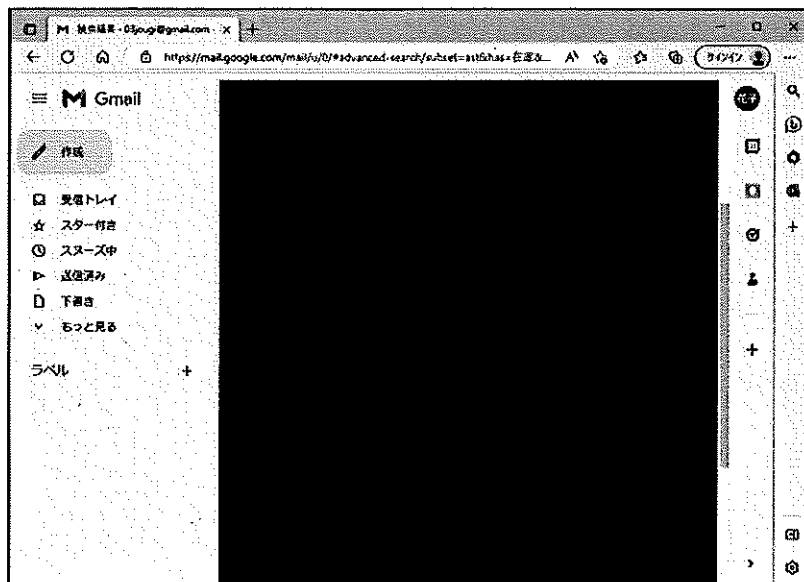 検索結果 - 03jougi@gmail.com -
https://mail.google.com/mail/u/0/#advanced-search/subset=all&has=在庫&...
サインイン
Gmail
花子
作成
受信トレイ
スター付き
スヌーズ中
送信済み
下書き
もっと見る
ラベル